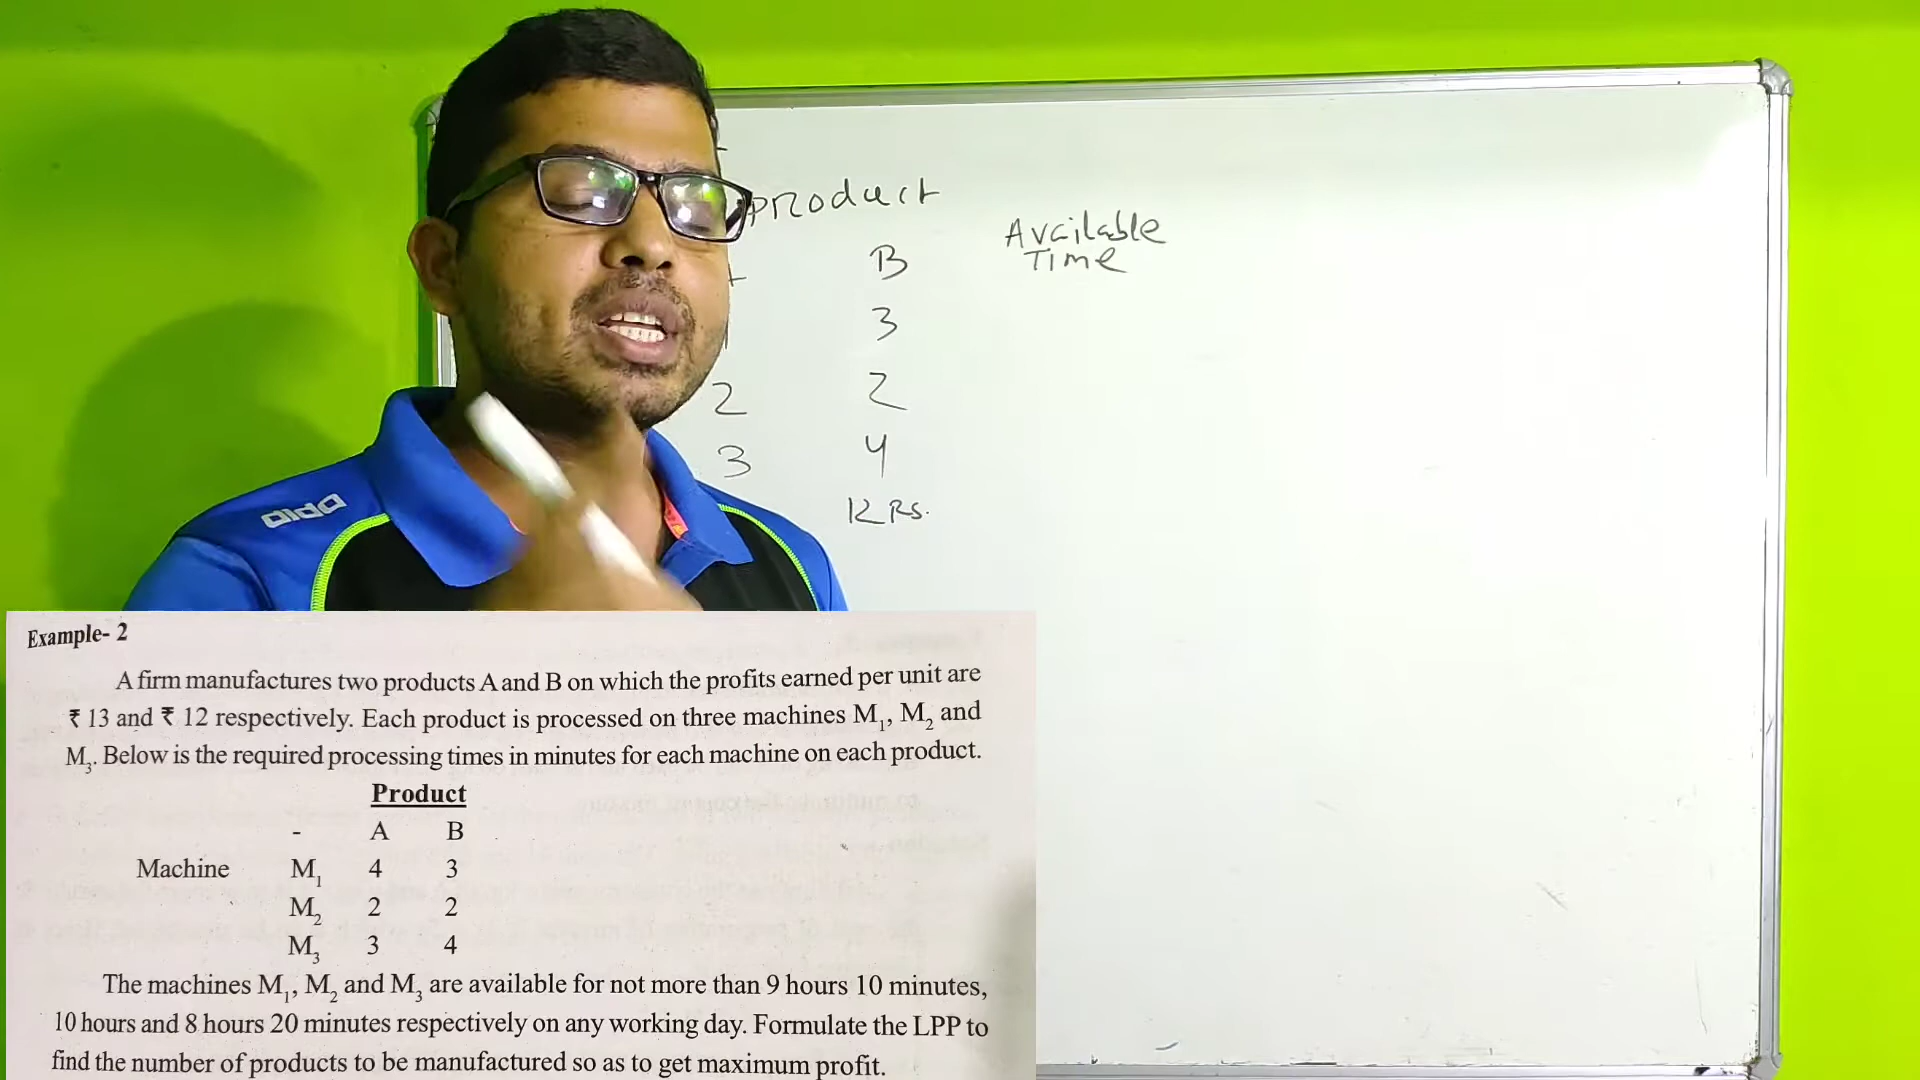 product
B
Available
Time
3
2 2
3 4
12 Rs.
Example- 2
A firm manufactures two products A and B on which the profits earned per unit are
₹ 13 and ₹ 12 respectively. Each product is processed on three machines M₁, M₂ and
M₃. Below is the required processing times in minutes for each machine on each product.
Product
- A B
Machine M₁ 4 3
M₂ 2 2
M₃ 3 4
The machines M₁, M₂ and M₃ are available for not more than 9 hours 10 minutes,
10 hours and 8 hours 20 minutes respectively on any working day. Formulate the LPP to
find the number of products to be manufactured so as to get maximum profit.